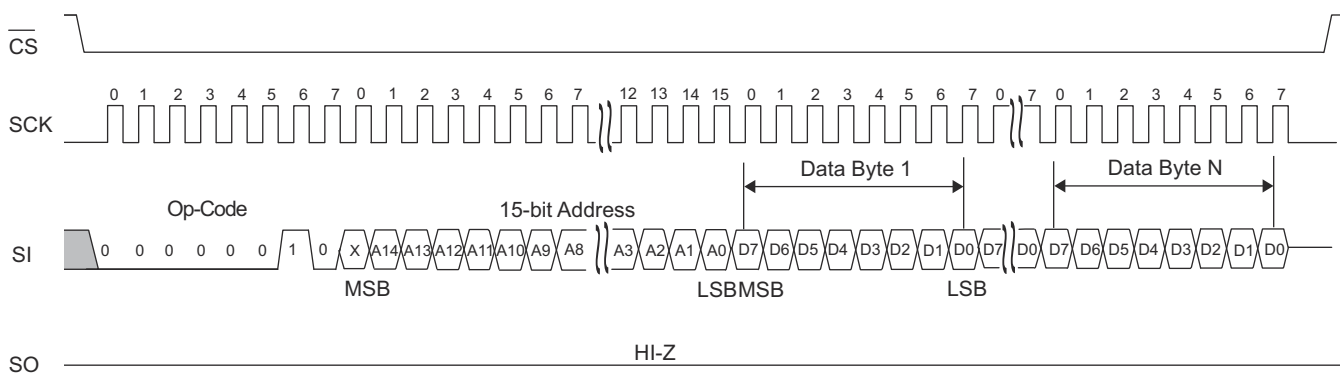 CS
SCK
0 1 2 3 4 5 6 7 0 1 2 3 4 5 6 7 12 13 14 15 0 1 2 3 4 5 6 7 0 7 0 1 2 3 4 5 6 7
Data Byte 1
Data Byte N
Op-Code
15-bit Address
SI
0 0 0 0 0 0 1 0 X A14 A13 A12 A11 A10 A9 A8 A3 A2 A1 A0 D7 D6 D5 D4 D3 D2 D1 D0 D7 D0 D7 D6 D5 D4 D3 D2 D1 D0
MSB
LSB MSB
LSB
SO
HI-Z